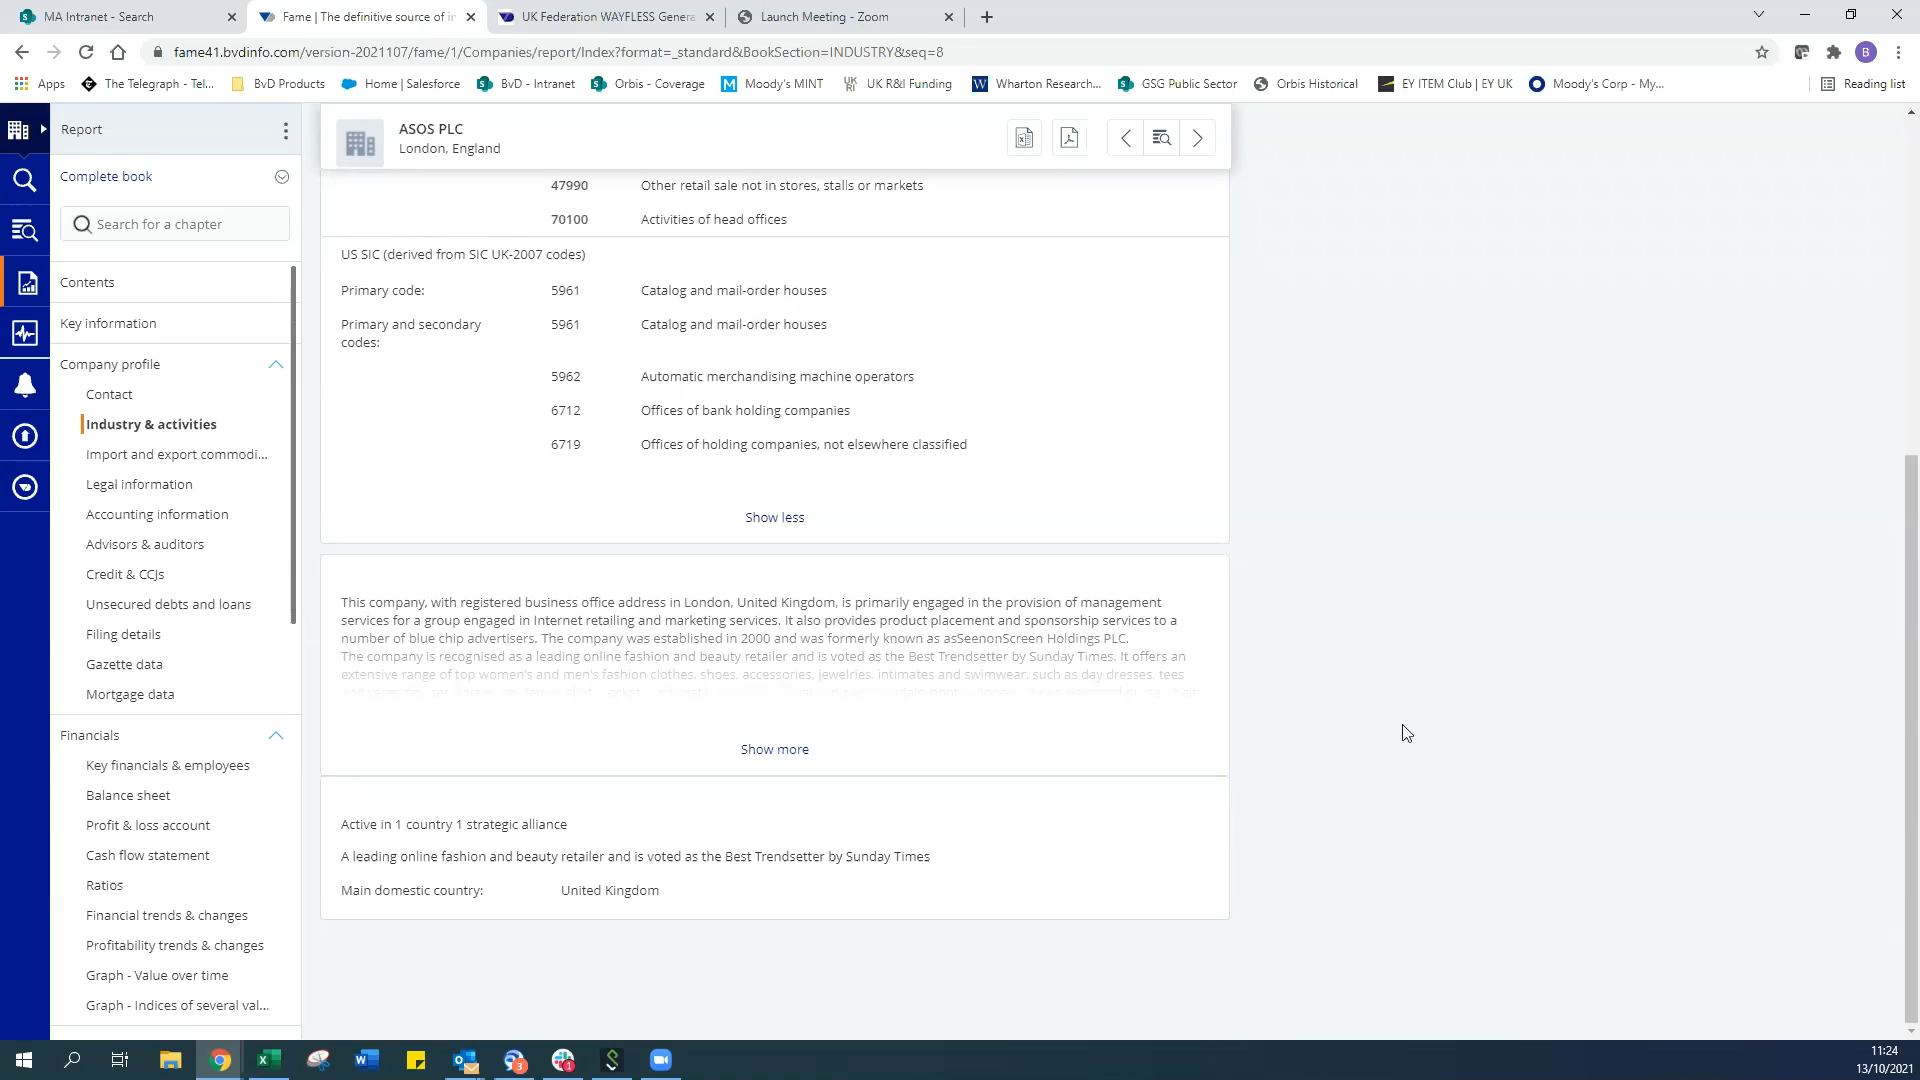 MA Intranet - Search
Fame | The definitive source of in
UK Federation WAYFLESS Genera
Launch Meeting - Zoom
fame41.bvdinfo.com/version-2021107/fame/1/Companies/report/Index?format=_standard&BookSection=INDUSTRY&seq=8
B
Apps
The Telegraph - Tel...
BvD Products
Home | Salesforce
BvD - Intranet
Orbis - Coverage
Moody's MINT
UK R&I Funding
Wharton Research...
GSG Public Sector
Orbis Historical
EY ITEM Club | EY UK
Moody's Corp - My...
Reading list
Report
Complete book
Search for a chapter
Contents
Key information
Company profile
Contact
Industry & activities
Import and export commodi...
Legal information
Accounting information
Advisors & auditors
Credit & CCJs
Unsecured debts and loans
Filing details
Gazette data
Mortgage data
Financials
Key financials & employees
Balance sheet
Profit & loss account
Cash flow statement
Ratios
Financial trends & changes
Profitability trends & changes
Graph - Value over time
Graph - Indices of several val...
ASOS PLC
London, England
47990 Other retail sale not in stores, stalls or markets
70100 Activities of head offices
US SIC (derived from SIC UK-2007 codes)
Primary code: 5961 Catalog and mail-order houses
Primary and secondary 5961 Catalog and mail-order houses
codes:
5962 Automatic merchandising machine operators
6712 Offices of bank holding companies
6719 Offices of holding companies, not elsewhere classified
Show less
This company, with registered business office address in London, United Kingdom, is primarily engaged in the provision of management
services for a group engaged in Internet retailing and marketing services. It also provides product placement and sponsorship services to a
number of blue chip advertisers. The company was established in 2000 and was formerly known as asSeenonScreen Holdings PLC.
The company is recognised as a leading online fashion and beauty retailer and is voted as the Best Trendsetter by Sunday Times. It offers an
extensive range of top women's and men's fashion clothes, shoes, accessories, jewelries, intimates and swimwear, such as day dresses, tees
Show more
Active in 1 country 1 strategic alliance
A leading online fashion and beauty retailer and is voted as the Best Trendsetter by Sunday Times
Main domestic country: United Kingdom
11:24
13/10/2021